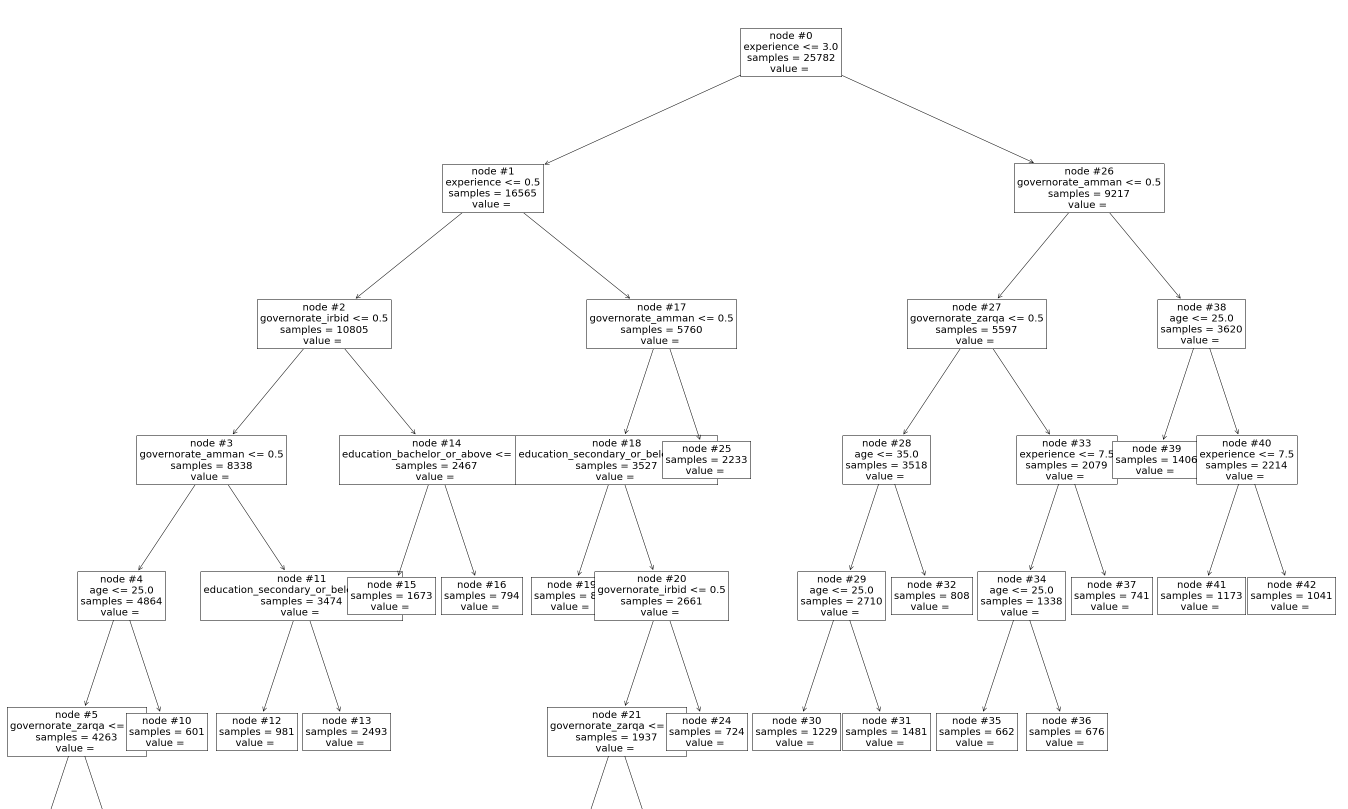 node #0
experience <= 3.0
samples = 25782
value =
node #1
experience <= 0.5
samples = 16565
value =
node #26
governorate_amman <= 0.5
samples = 9217
value =
node #2
governorate_irbid <= 0.5
samples = 10805
value =
node #17
governorate_amman <= 0.5
samples = 5760
value =
node #27
governorate_zarqa <= 0.5
samples = 5597
value =
node #38
age <= 25.0
samples = 3620
value =
node #3
governorate_amman <= 0.5
samples = 8338
value =
node #14
education_bachelor_or_above <=
samples = 2467
value =
node #18
education_secondary_or_bel
samples = 3527
value =
node #25
samples = 2233
value =
node #28
age <= 35.0
samples = 3518
value =
node #33
experience <= 7.5
samples = 2079
value =
node #39
samples = 1406
value =
node #40
experience <= 7.5
samples = 2214
value =
node #4
age <= 25.0
samples = 4864
value =
node #11
education_secondary_or_bel
samples = 3474
value =
node #15
samples = 1673
value =
node #16
samples = 794
value =
node #19
samples =
value =
node #20
governorate_irbid <= 0.5
samples = 2661
value =
node #29
age <= 25.0
samples = 2710
value =
node #32
samples = 808
value =
node #34
age <= 25.0
samples = 1338
value =
node #37
samples = 741
value =
node #41
samples = 1173
value =
node #42
samples = 1041
value =
node #5
governorate_zarqa <=
samples = 4263
value =
node #10
samples = 601
value =
node #12
samples = 981
value =
node #13
samples = 2493
value =
node #21
governorate_zarqa <=
samples = 1937
value =
node #24
samples = 724
value =
node #30
samples = 1229
value =
node #31
samples = 1481
value =
node #35
samples = 662
value =
node #36
samples = 676
value =